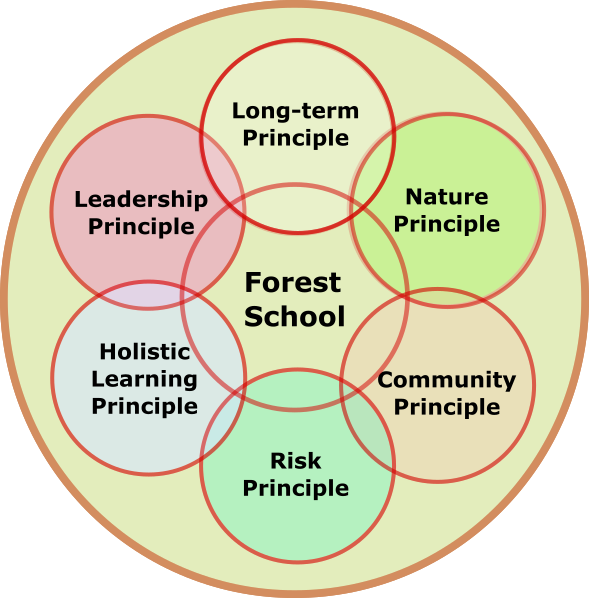 Long-term
Principle
Leadership
Principle
Nature
Principle
Forest
School
Holistic
Learning
Principle
Community
Principle
Risk
Principle